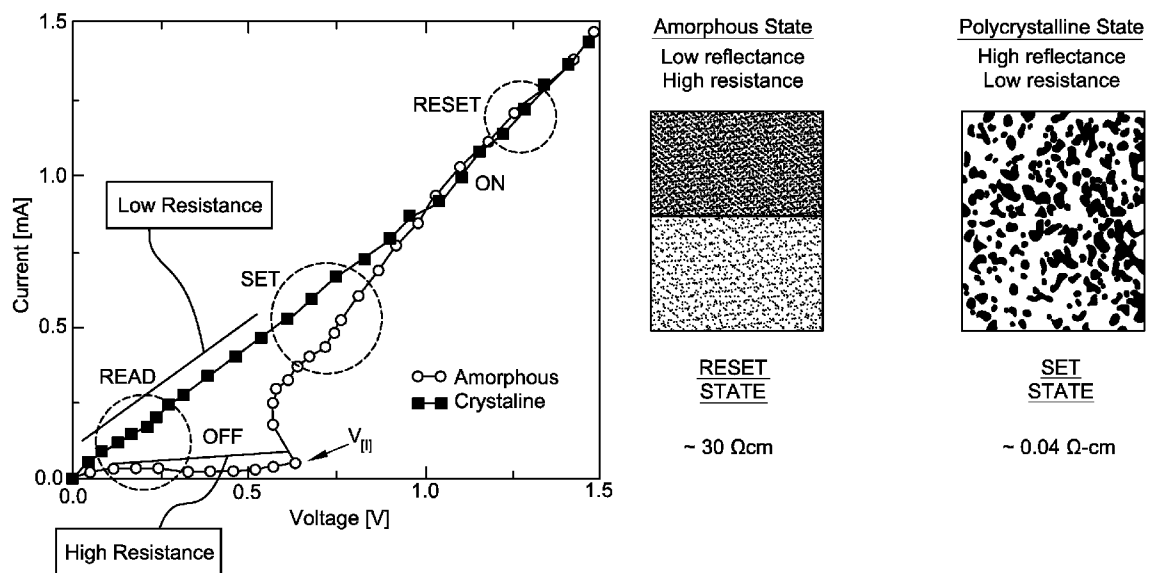 1.5
1.0
0.5
0.0
Current [mA]
0.0
0.5
1.0
1.5
Voltage [V]
RESET
ON
Low Resistance
SET
READ
OFF
V[I]
Amorphous
Crystaline
High Resistance
Amorphous State
Low reflectance
High resistance
RESET
STATE
~ 30 Ωcm
Polycrystalline State
High reflectance
Low resistance
SET
STATE
~ 0.04 Ω-cm